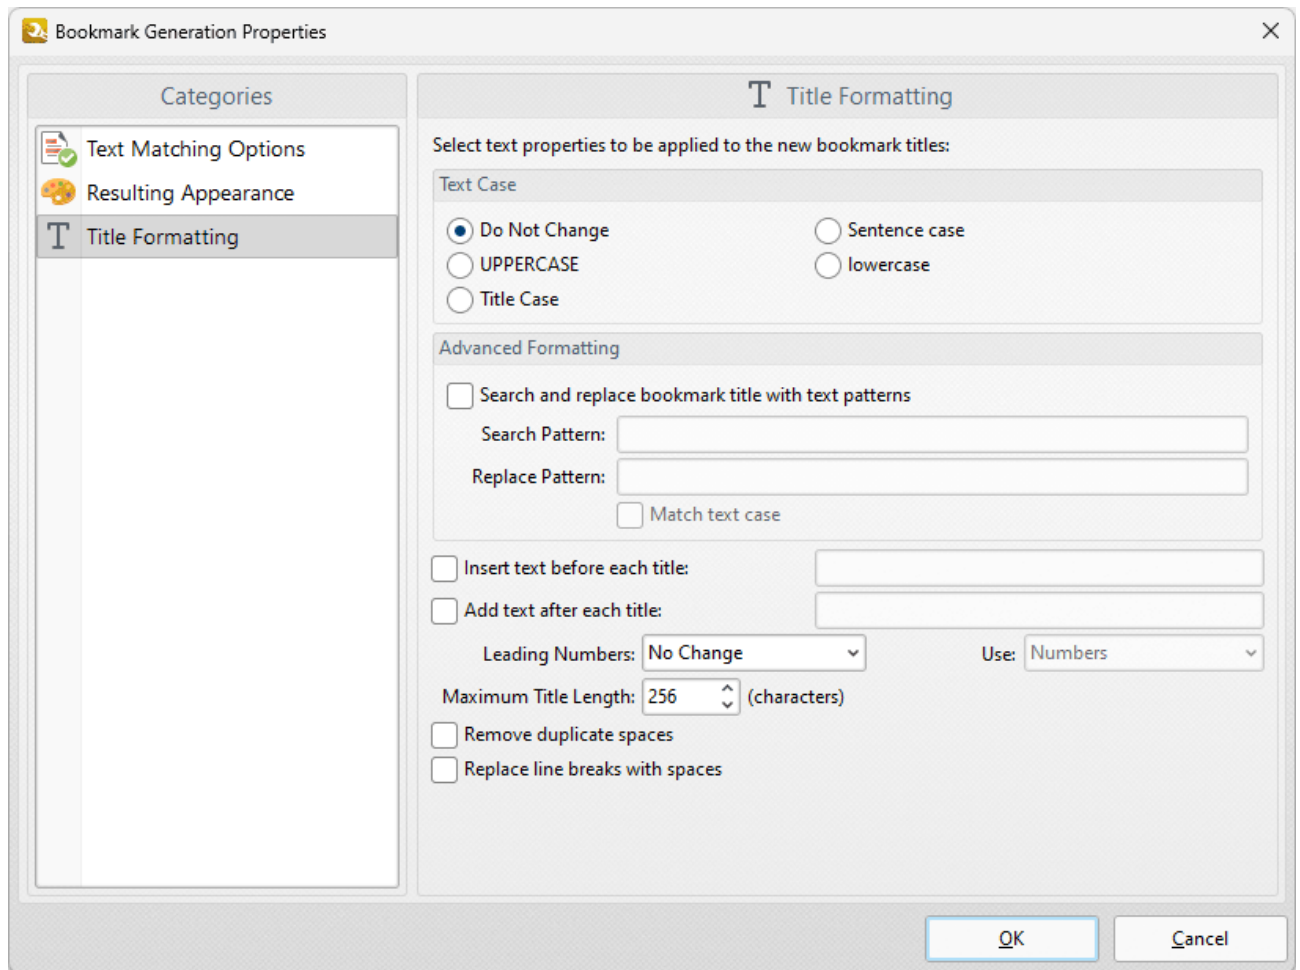 Bookmark Generation Properties
Categories
Text Matching Options
Resulting Appearance
Title Formatting
Title Formatting
Select text properties to be applied to the new bookmark titles:
Text Case
Do Not Change
Sentence case
UPPERCASE
lowercase
Title Case
Advanced Formatting
Search and replace bookmark title with text patterns
Search Pattern:
Replace Pattern:
Match text case
Insert text before each title:
Add text after each title:
Leading Numbers: No Change Use: Numbers
Maximum Title Length: 256 (characters)
Remove duplicate spaces
Replace line breaks with spaces
OK Cancel